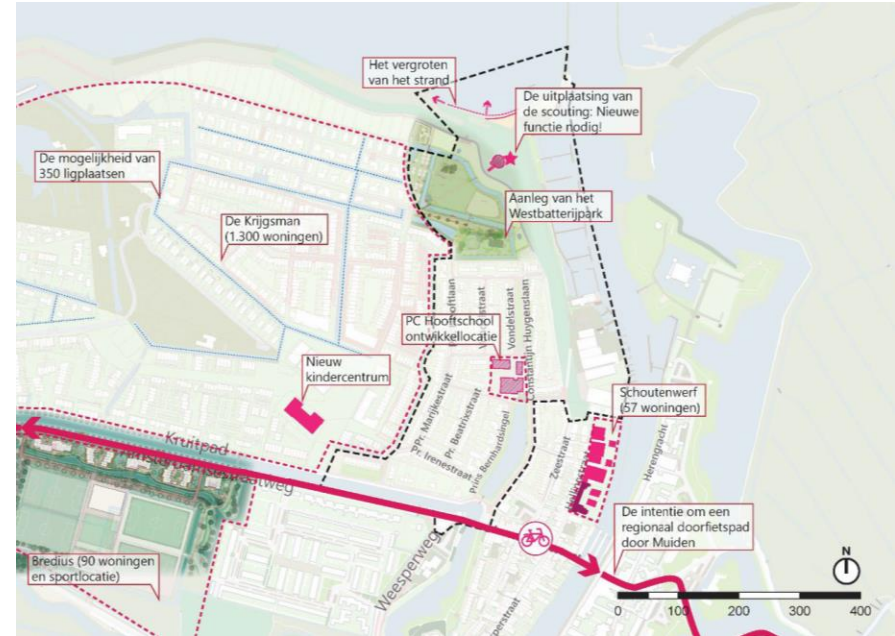 Het vergroten
van het strand
De uitplaatsing van
de scouting: Nieuwe
functie nodig!
De mogelijkheid van
350 ligplaatsen
De Krijgsman
(1.300 woningen)
Aanleg van het
Westbatterijpark
Vondelstraat
Constantijn Huygenslaan
PC Hooftschool
ontwikkellocatie
Nieuw
kindercentrum
Pr. Marijkestraat
Pr. Beatrixstraat
Pr. Irenestraat
Prins Bernhardsingel
Schoutenwerf
(57 woningen)
Zeestraat
Herengracht
Kruitpad
De intentie om een
regionaal doorfietspad
door Muiden
Bredius (90 woningen
en sportlocatie)
Weesperweg
N
0 100 200 300 400